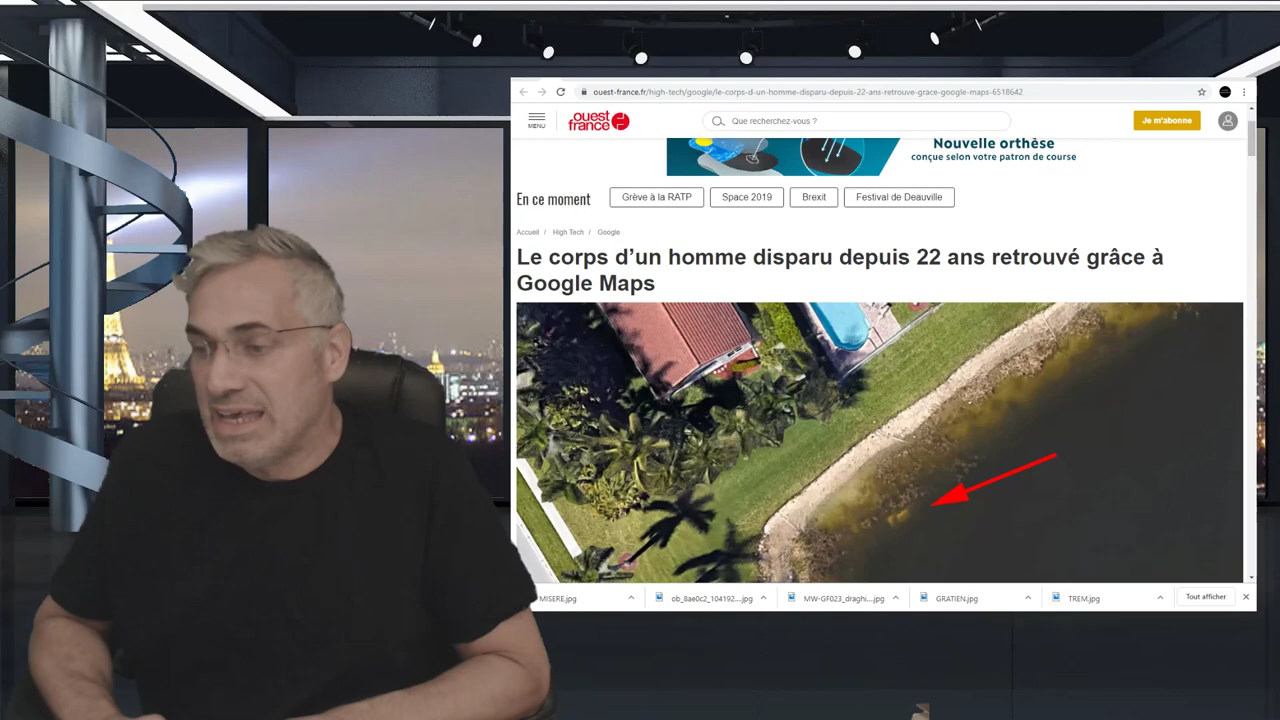 ouest-france.fr/high-tech/google/le-corps-d-un-homme-disparu-depuis-22-ans-retrouve-grace-google-maps-6518642
MENU
ouest
france
Que recherchez-vous ?
Je m'abonne
Nouvelle orthèse
conçue selon votre patron de course
En ce moment
Grève à la RATP
Space 2019
Brexit
Festival de Deauville
Accueil / High Tech / Google
Le corps d'un homme disparu depuis 22 ans retrouvé grâce à
Google Maps
MISERE.jpg
ob_8ae0c2_104192....jpg
MW-GF023_draghi....jpg
GRATIEN.jpg
TREM.jpg
Tout afficher